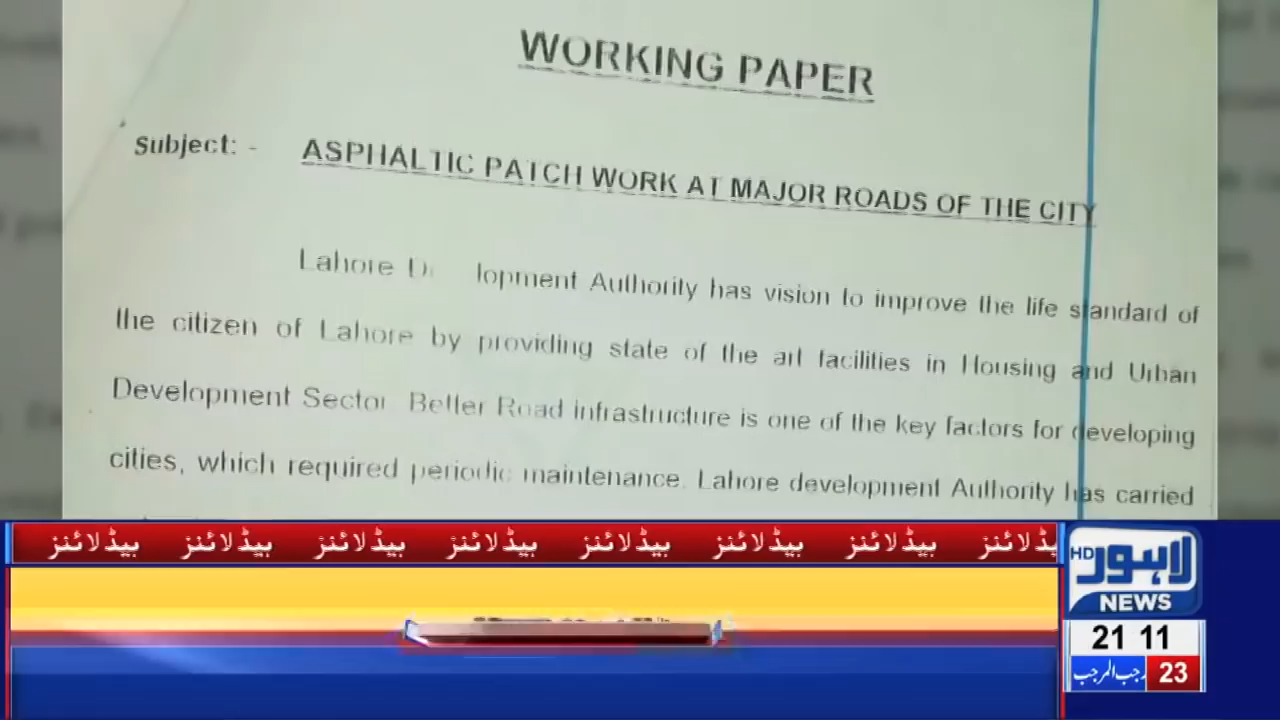 WORKING PAPER
Subject: - ASPHALTIC PATCH WORK AT MAJOR ROADS OF THE CITY
Lahore D lopment Authority has vision to improve the life standard of
the citizen of Lahore by providing state of the art facilities in Housing and Urban
Development Sector. Better Road infrastructure is one of the key factors for developing
cities, which required periodic maintenance. Lahore development Authority has carried
ہیڈلائنز ہیڈلائنز ہیڈلائنز ہیڈلائنز ہیڈلائنز ہیڈلائنز ہیڈلائنز یڈلائنز
HD لاہور
NEWS
21 11
رجب المرجب 23